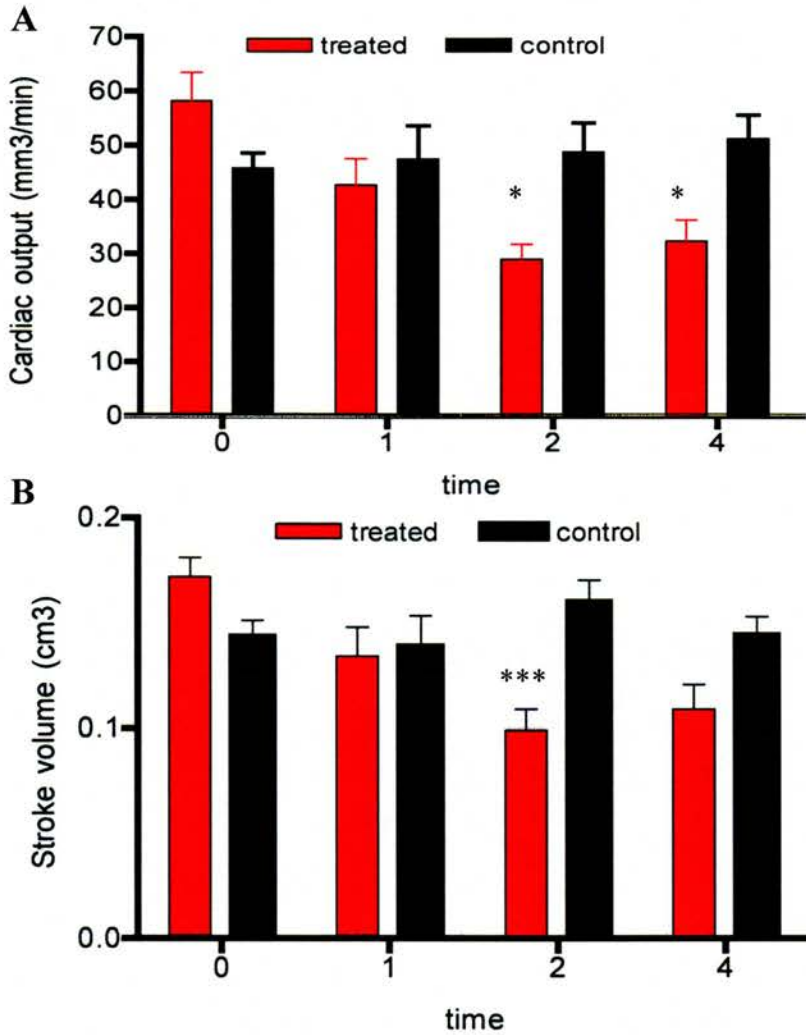 A
treated control
Cardiac output (mm3/min)
70
60
50
40
30
20
10
0
* *
0 1 2 4
time
B
treated control
Stroke volume (cm3)
0.2
0.1
0.0
***
0 1 2 4
time